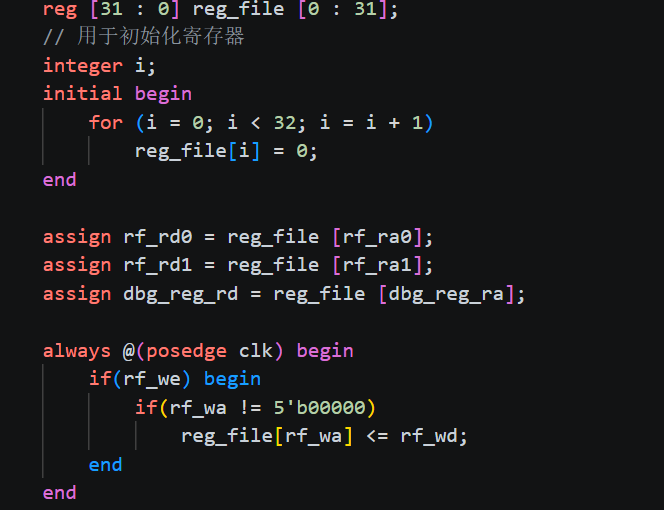 reg [31 : 0] reg_file [0 : 31];
// 用于初始化寄存器
integer i;
initial begin
    for (i = 0; i < 32; i = i + 1)
        reg_file[i] = 0;
end

assign rf_rd0 = reg_file [rf_ra0];
assign rf_rd1 = reg_file [rf_ra1];
assign dbg_reg_rd = reg_file [dbg_reg_ra];

always @(posedge clk) begin
    if(rf_we) begin
        if(rf_wa != 5'b00000)
            reg_file[rf_wa] <= rf_wd;
    end
end